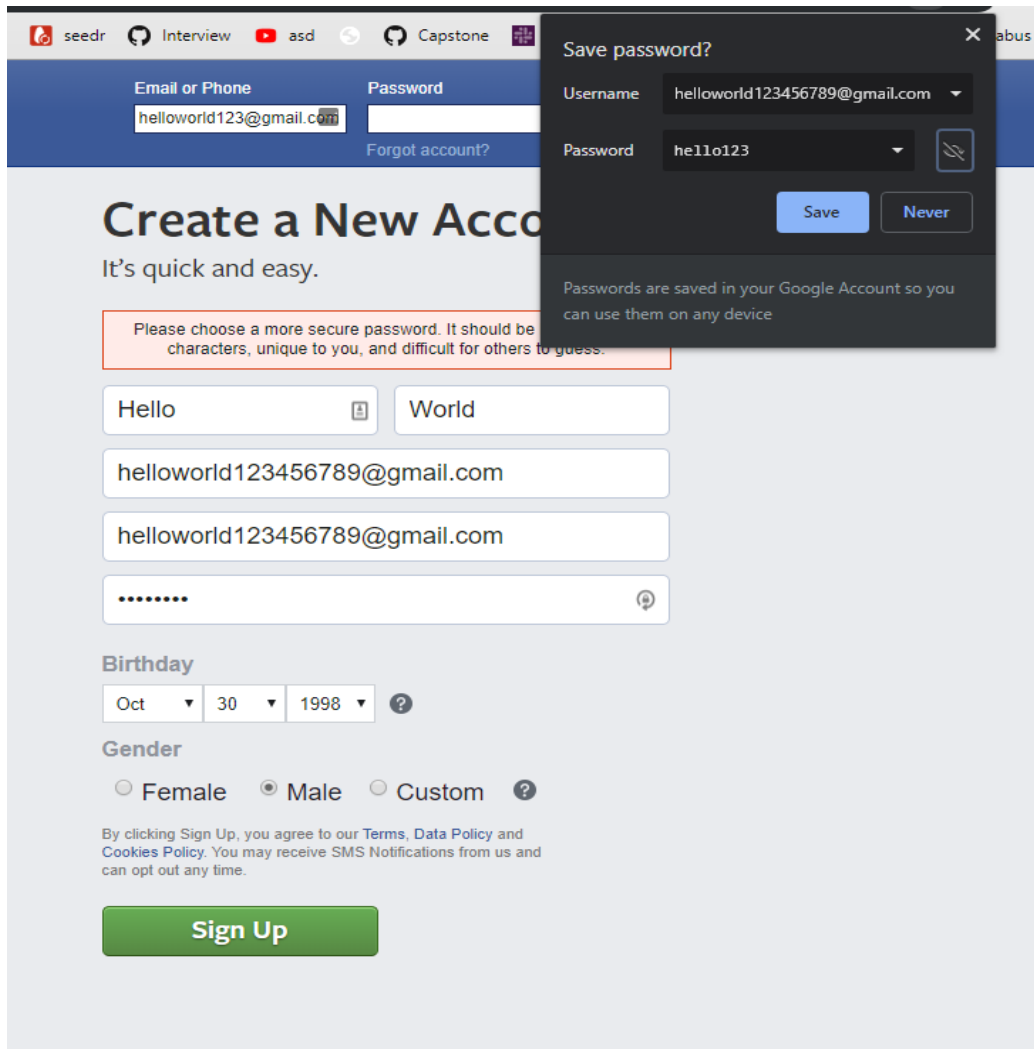 seedr Interview asd Capstone abus
Email or Phone Password
helloworld123@gmail.com
Forgot account?
Save password?
Username helloworld123456789@gmail.com
Password hello123
Save Never
Passwords are saved in your Google Account so you
can use them on any device
Create a New Acco
It's quick and easy.
Please choose a more secure password. It should be
characters, unique to you, and difficult for others to guess.
Hello World
helloworld123456789@gmail.com
helloworld123456789@gmail.com
••••••••
Birthday
Oct 30 1998
Gender
Female Male Custom
By clicking Sign Up, you agree to our Terms, Data Policy and
Cookies Policy. You may receive SMS Notifications from us and
can opt out any time.
Sign Up